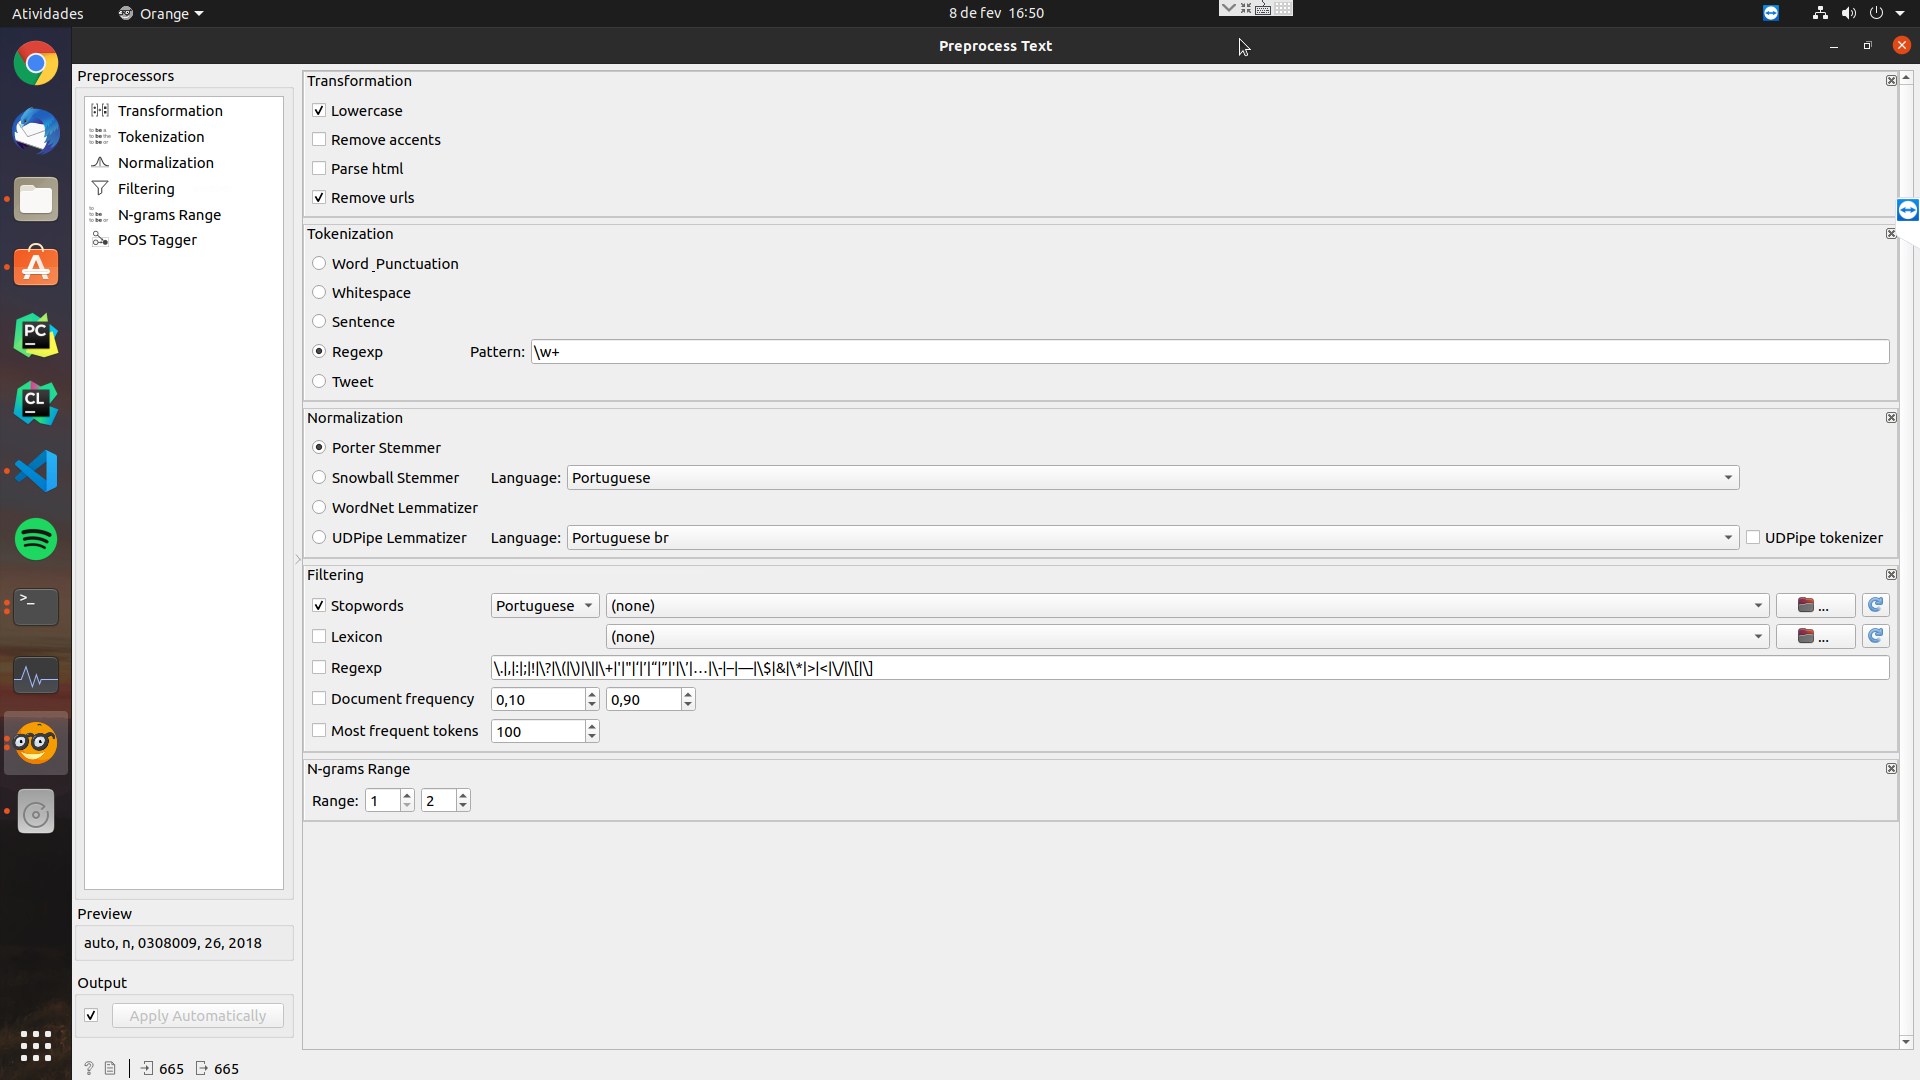 Atividades
Orange
8 de fev 16:50
Preprocess Text
Preprocessors
Transformation
Tokenization
Normalization
Filtering
N-grams Range
POS Tagger
Transformation
Lowercase
Remove accents
Parse html
Remove urls
Tokenization
Word Punctuation
Whitespace
Sentence
Regexp Pattern: \w+
Tweet
Normalization
Porter Stemmer
Snowball Stemmer Language: Portuguese
WordNet Lemmatizer
UDPipe Lemmatizer Language: Portuguese br UDPipe tokenizer
Filtering
Stopwords Portuguese (none) ...
Lexicon (none) ...
Regexp \.|,|:|;|!|\?|\(|\)|\||\+|'|"|‘|’|“|”|'|\’|…|\-|–|—|\$|&|\*|>|<|\/|\[|\]
Document frequency 0,10 0,90
Most frequent tokens 100
N-grams Range
Range: 1 2
Preview
auto, n, 0308009, 26, 2018
Output
Apply Automatically
? 665 665